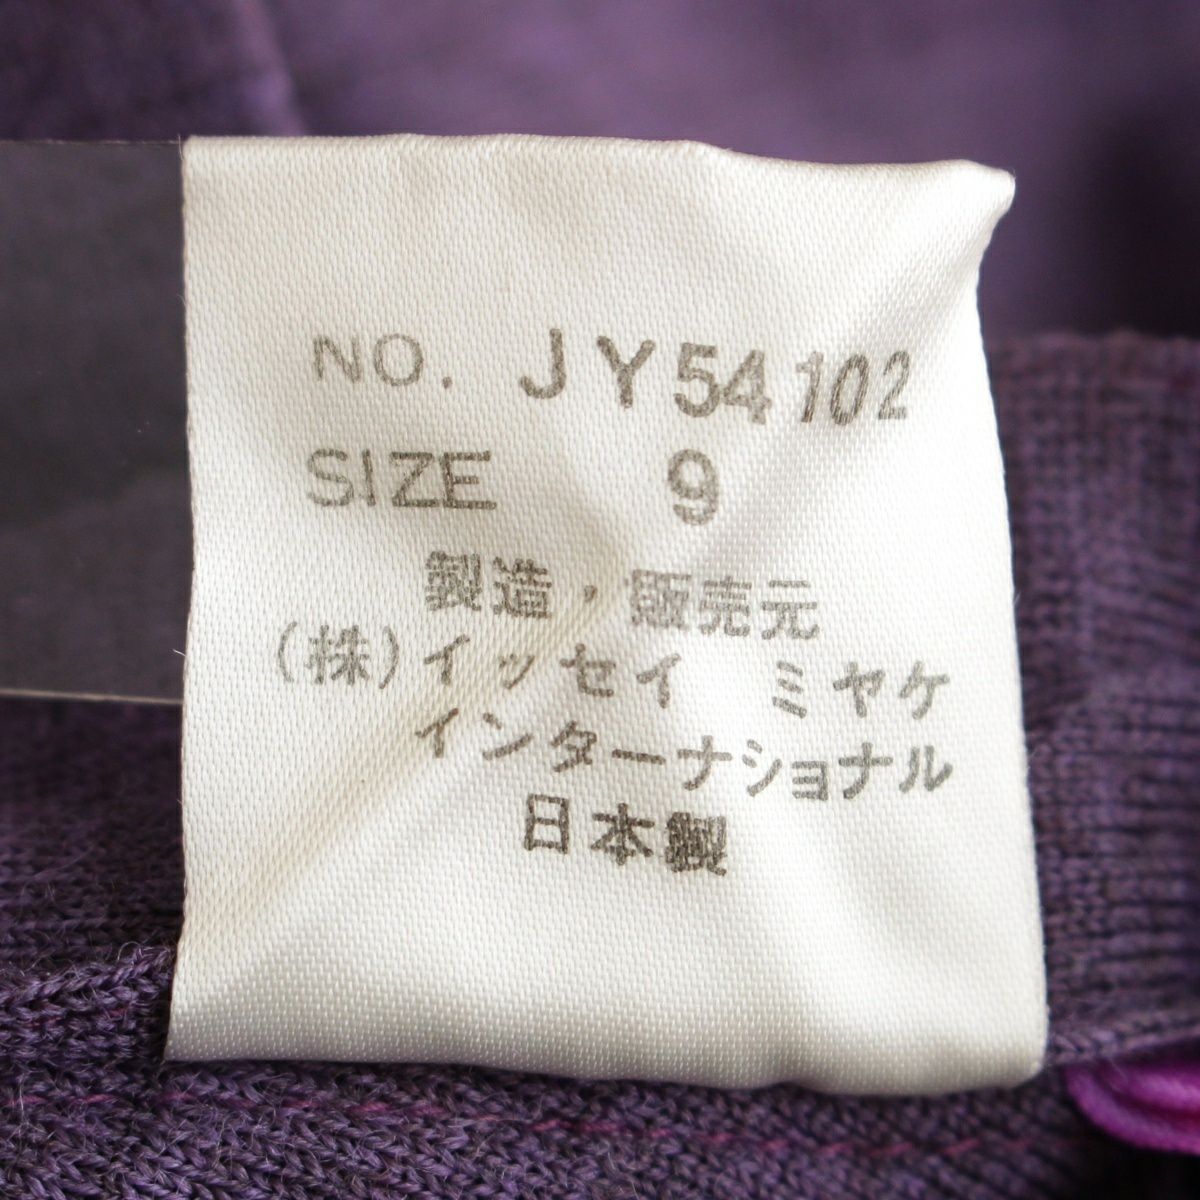 NO. JY54102
SIZE 9
製造・販売元
(株)イッセイ ミヤケ
インターナショナル
日本製